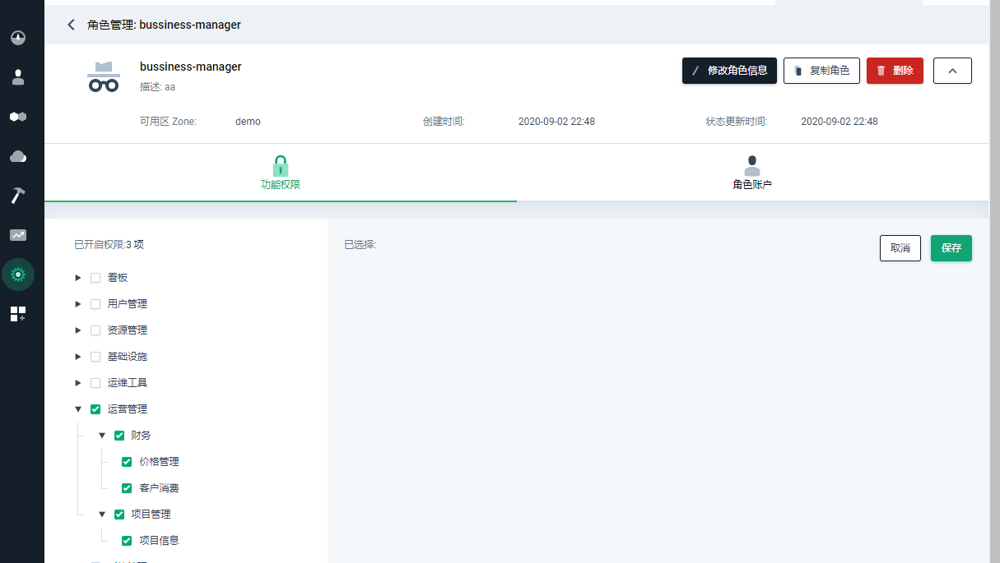 角色管理: bussiness-manager
bussiness-manager
描述: aa
修改角色信息
复制角色
删除
可用区 Zone: demo 创建时间: 2020-09-02 22:48 状态更新时间: 2020-09-02 22:48
功能权限
角色账户
已开启权限:3 项
已选择:
取消
保存
看板
用户管理
资源管理
基础设施
运维工具
运营管理
财务
价格管理
客户消费
项目管理
项目信息